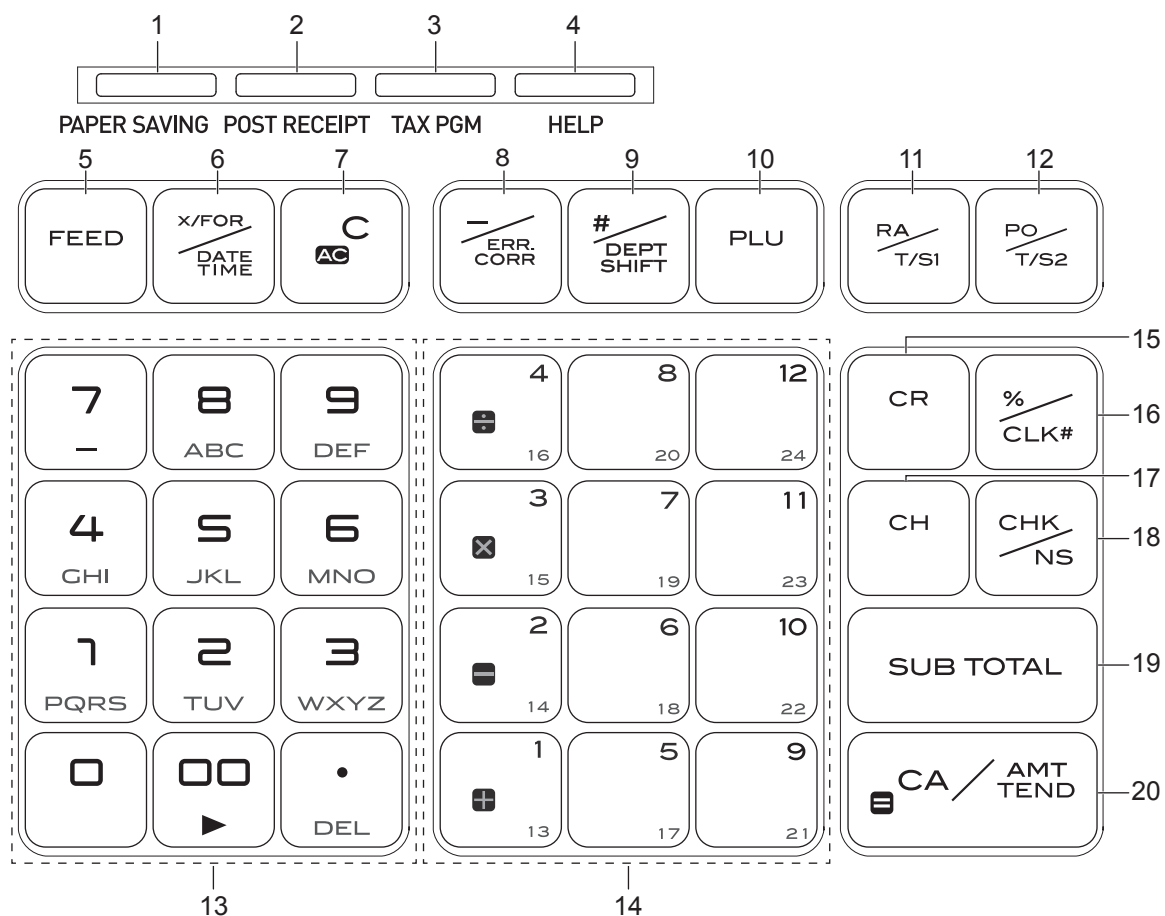 1 2 3 4
PAPER SAVING POST RECEIPT TAX PGM HELP
5 6 7 8 9 10 11 12
FEED
X/FOR
DATE
TIME
C
AC
–
ERR.
CORR
#
DEPT
SHIFT
PLU
RA
T/S1
PO
T/S2
7
–
8
ABC
9
DEF
4
GHI
5
JKL
6
MNO
1
PQRS
2
TUV
3
WXYZ
0
00
▶
•
DEL
13
4
÷
16
8
20
12
24
3
×
15
7
19
11
23
2
–
14
6
18
10
22
1
+
13
5
17
9
21
14
CR
15
%
CLK#
16
CH
17
CHK
NS
18
SUB TOTAL
19
= CA / AMT
TEND
20